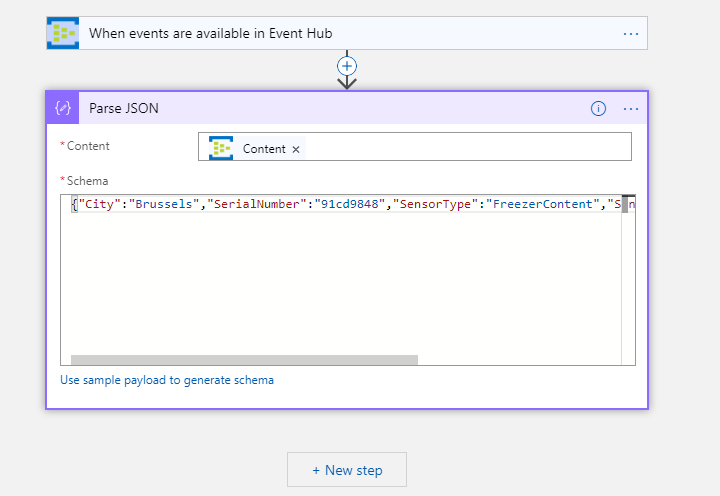 When events are available in Event Hub
Parse JSON
*Content
Content ×
*Schema
{"City":"Brussels","SerialNumber":"91cd9848","SensorType":"FreezerContent","S n
Use sample payload to generate schema
+ New step